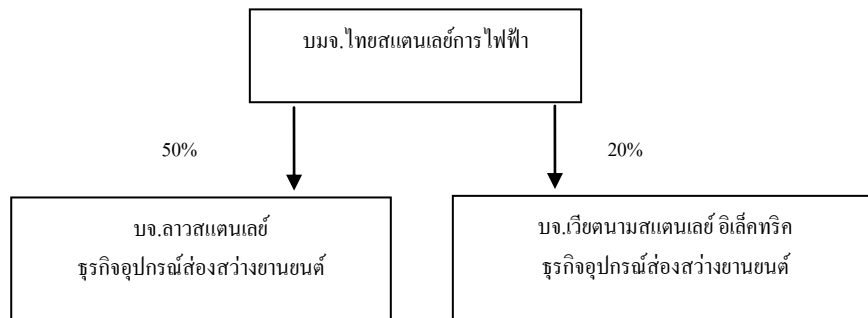 บมจ.ไทยสแตนเลย์การไฟฟ้า
50%
20%
บจ.ลาวสแตนเลย์
ธุรกิจอุปกรณ์ส่องสว่างยานยนต์
บจ.เวียตนามสแตนเลย์ อิเล็คทริค
ธุรกิจอุปกรณ์ส่องสว่างยานยนต์